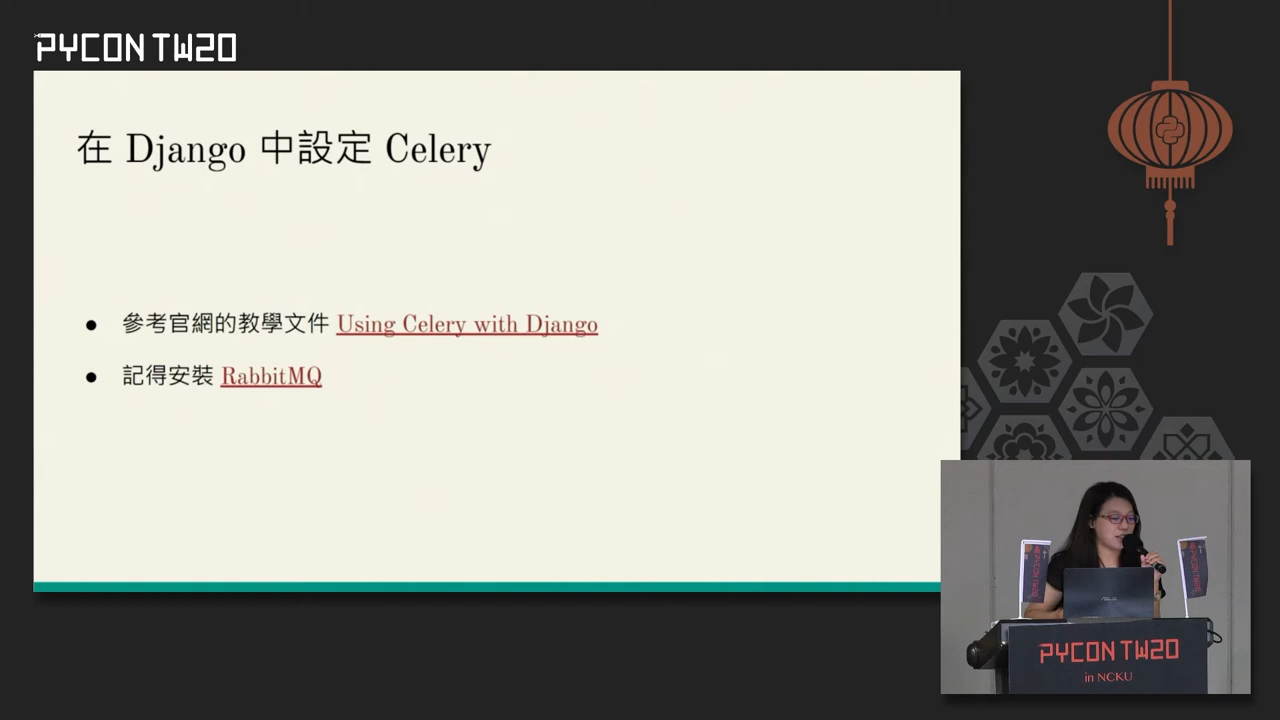 PYCON TW20
在 Django 中設定 Celery
● 參考官網的教學文件 Using Celery with Django
● 記得安裝 RabbitMQ
PYCON TW20
in NCKU